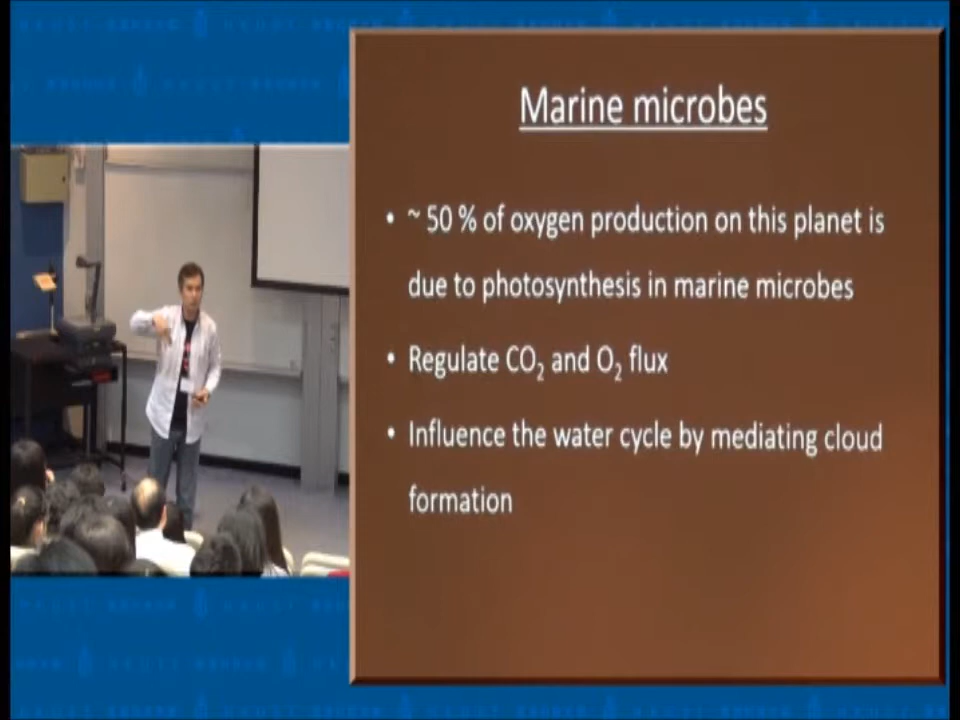 Marine microbes
• ~ 50 % of oxygen production on this planet is
due to photosynthesis in marine microbes
• Regulate CO₂ and O₂ flux
• Influence the water cycle by mediating cloud
formation